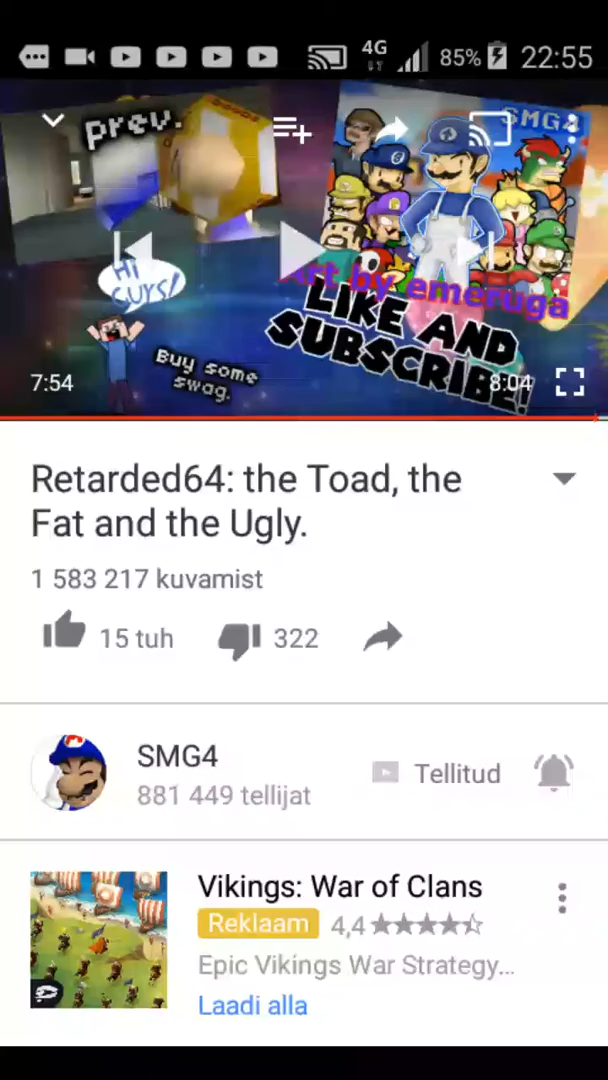 4G 85% 22:55
prev.
SMG4
HI GUYS!
Art by emeruga
LIKE AND
SUBSCRIBE!
Buy some
swag.
7:54
8:04
Retarded64: the Toad, the
Fat and the Ugly.
1 583 217 kuvamist
15 tuh
322
SMG4
881 449 tellijat
Tellitud
Vikings: War of Clans
Reklaam 4,4
Epic Vikings War Strategy...
Laadi alla